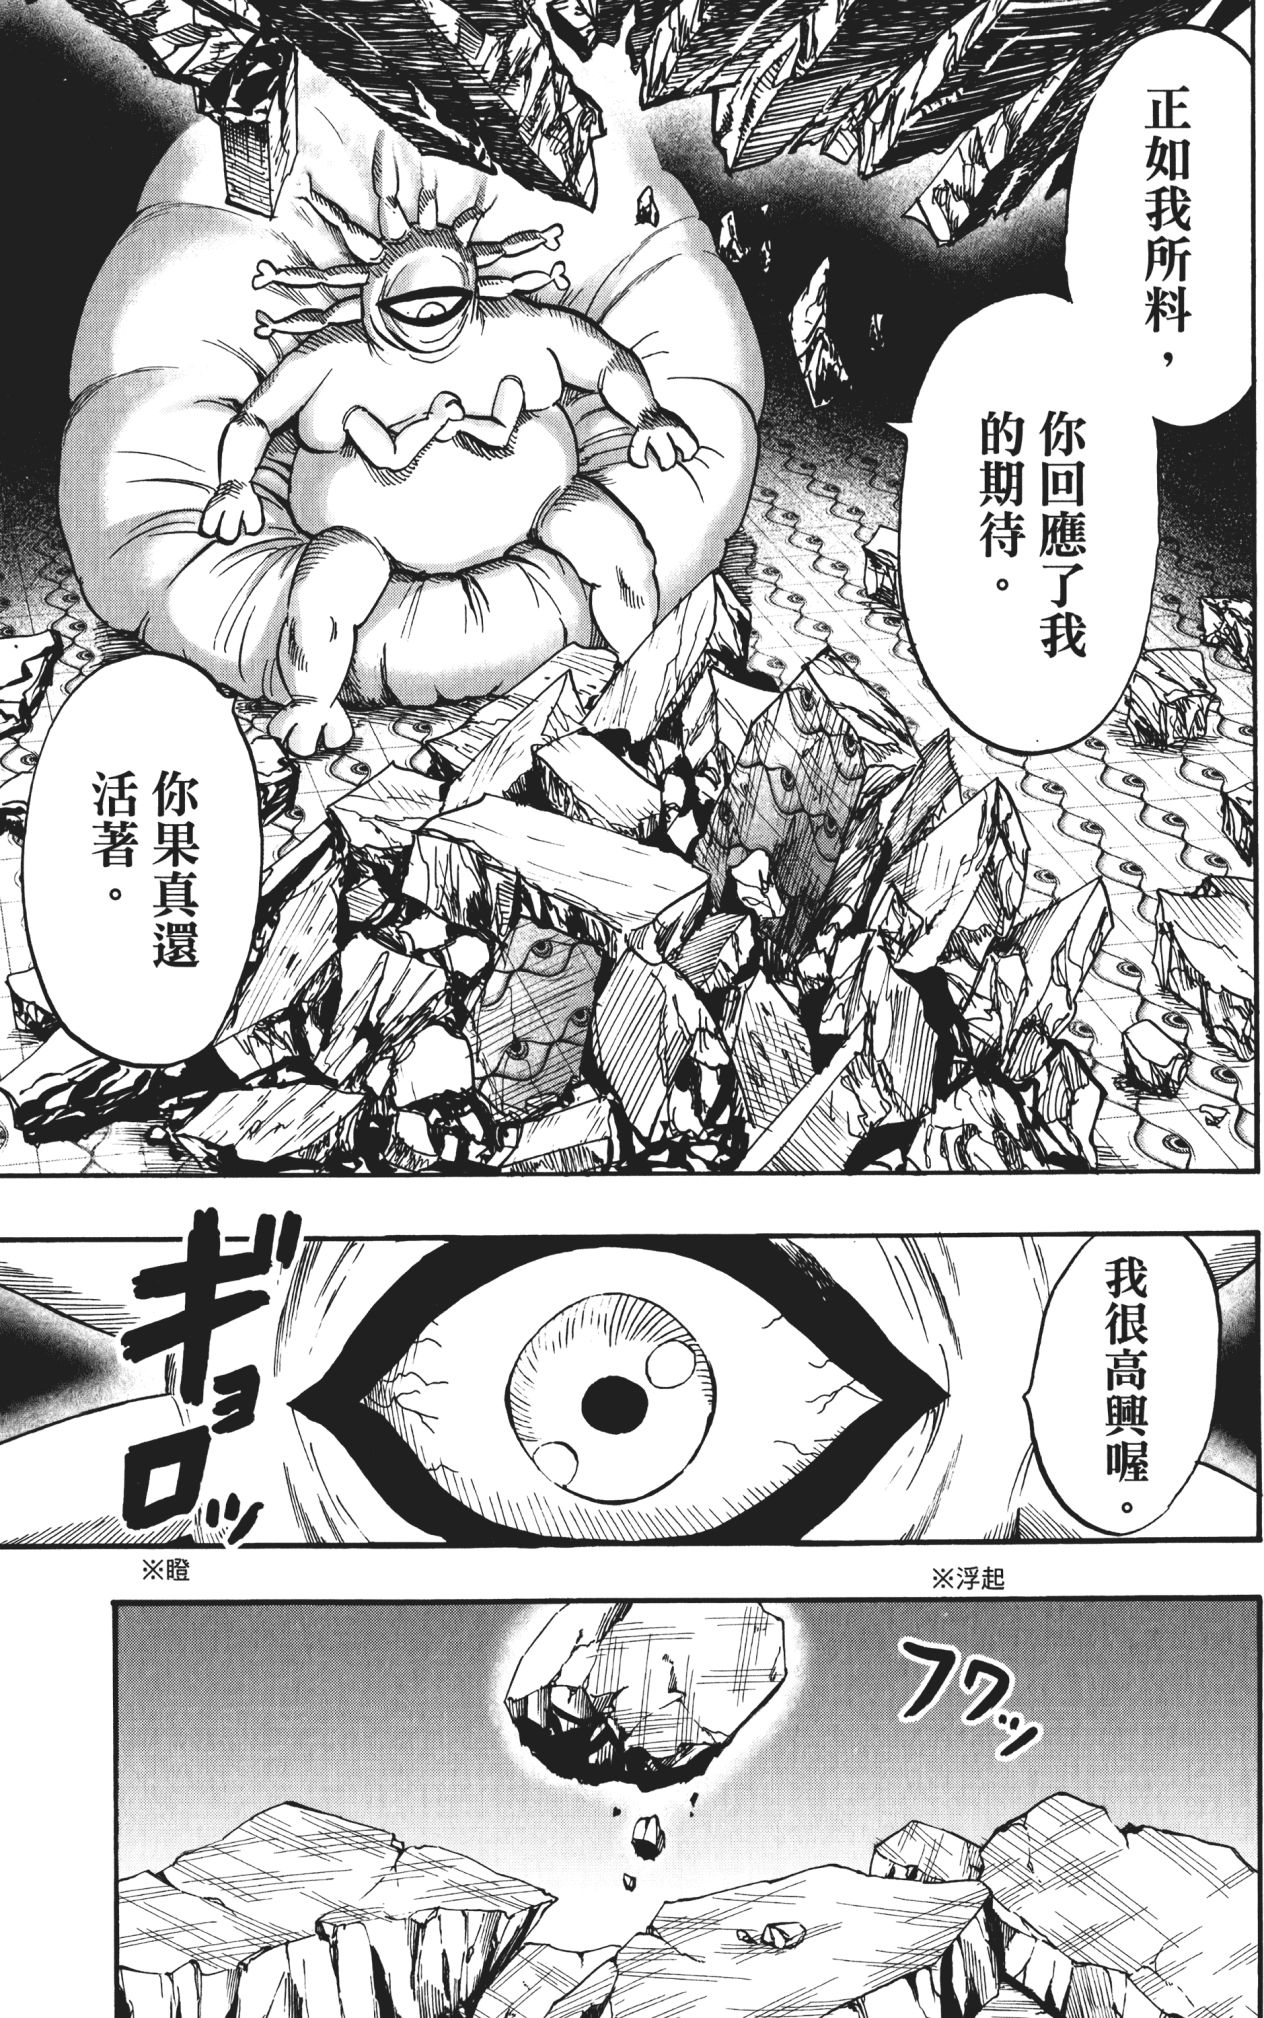 正如我所料，
你回應了我
的期待。
你果真還
活著。
我很高興喔。
ギョロッ
※瞪
※浮起
フワッ